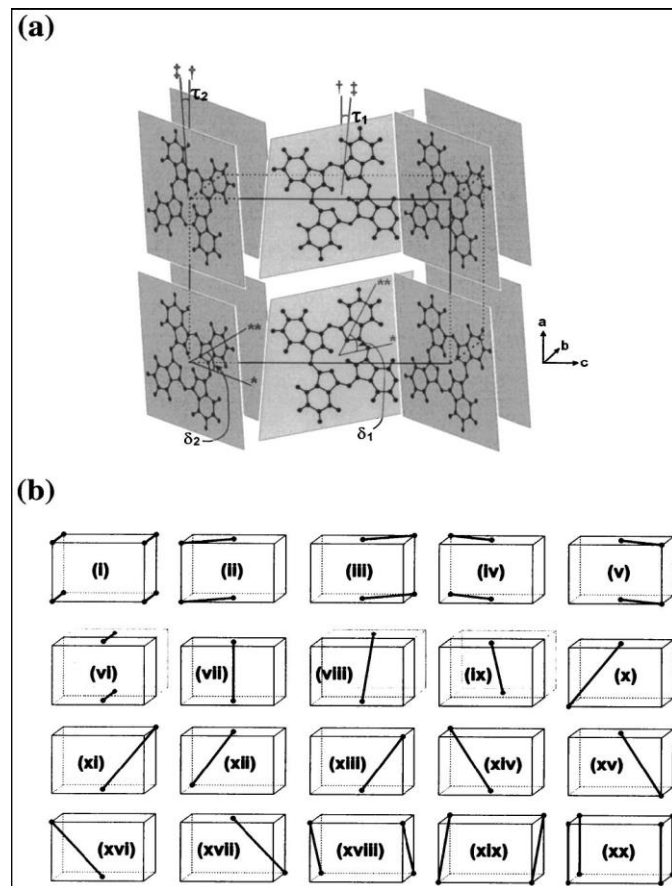 (a)
‡ † † ‡
τ₂ τ₁
** **
* *
δ₂ δ₁
a
b
c
(b)
(i) (ii) (iii) (iv) (v)
(vi) (vii) (viii) (ix) (x)
(xi) (xii) (xiii) (xiv) (xv)
(xvi) (xvii) (xviii) (xix) (xx)